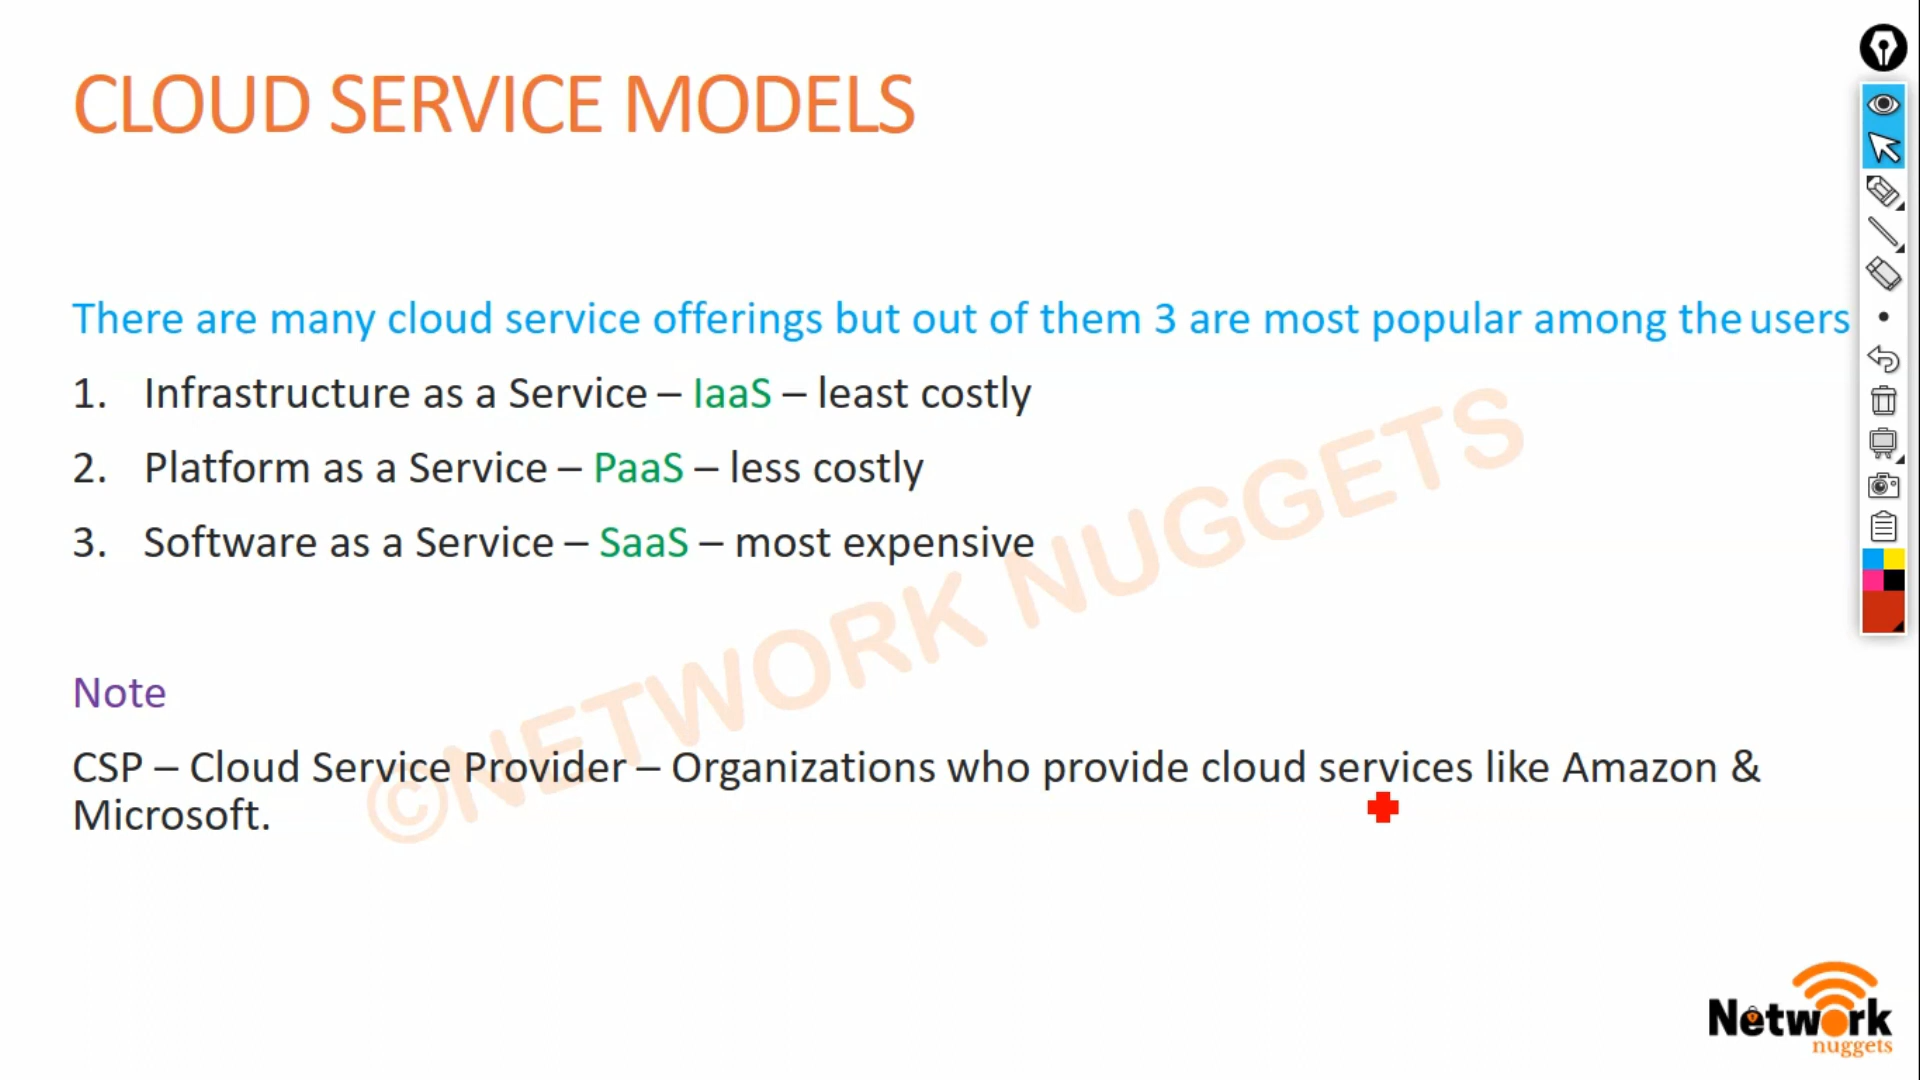 CLOUD SERVICE MODELS
There are many cloud service offerings but out of them 3 are most popular among the users
1. Infrastructure as a Service – IaaS – least costly
2. Platform as a Service – PaaS – less costly
3. Software as a Service – SaaS – most expensive
©NETWORK NUGGETS
Note
CSP – Cloud Service Provider – Organizations who provide cloud services like Amazon &
Microsoft.
Network
nuggets